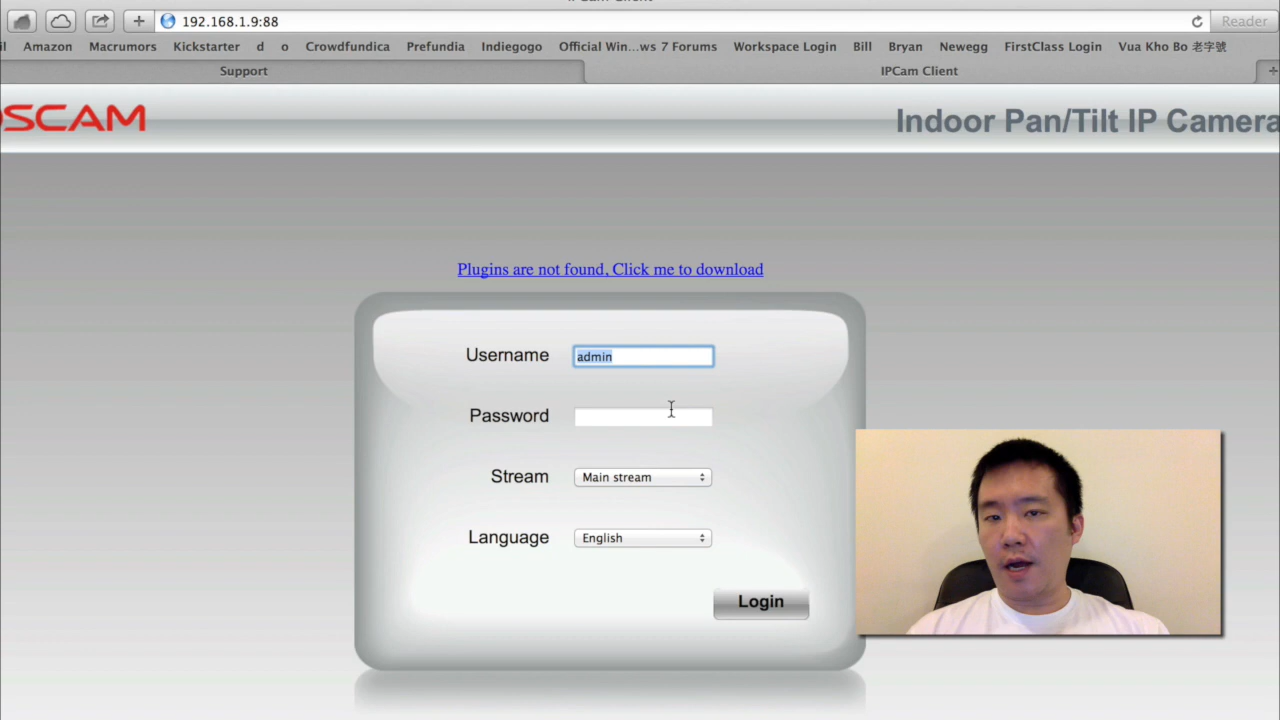 192.168.1.9:88
Reader
Amazon Macrumors Kickstarter d o Crowdfundica Prefundia Indiegogo Official Win...ws 7 Forums Workspace Login Bill Bryan Newegg FirstClass Login Vua Kho Bo 老字號
Support
IPCam Client
OSCAM
Indoor Pan/Tilt IP Camera
Plugins are not found, Click me to download
Username
admin
Password
Stream
Main stream
Language
English
Login